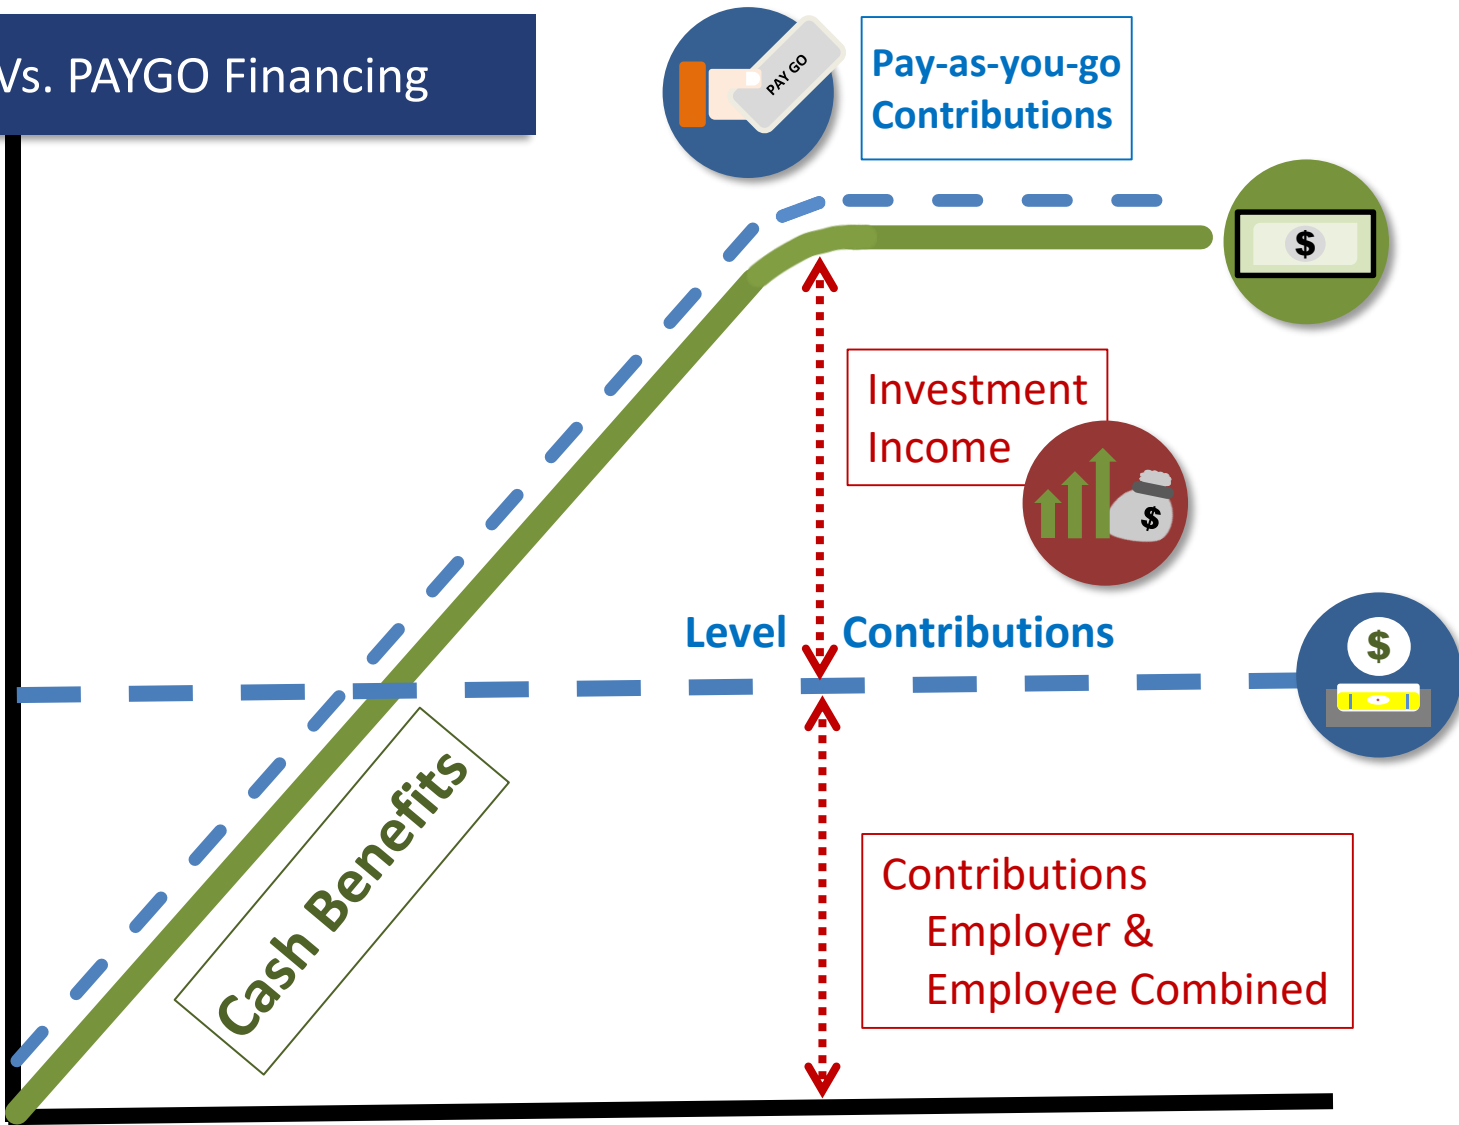 Vs. PAYGO Financing
PAY GO
Pay-as-you-go
Contributions
$
Investment
Income
$
Level Contributions
$
Cash Benefits
Contributions
Employer &
Employee Combined